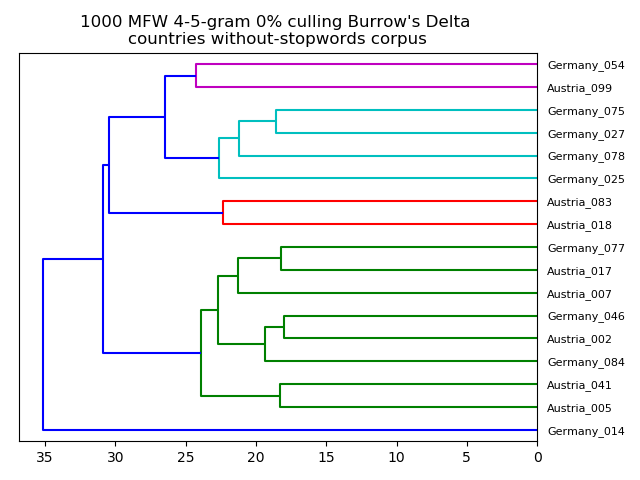 1000 MFW 4-5-gram 0% culling Burrow's Delta
countries without-stopwords corpus
Germany_054
Austria_099
Germany_075
Germany_027
Germany_078
Germany_025
Austria_083
Austria_018
Germany_077
Austria_017
Austria_007
Germany_046
Austria_002
Germany_084
Austria_041
Austria_005
Germany_014
35 30 25 20 15 10 5 0